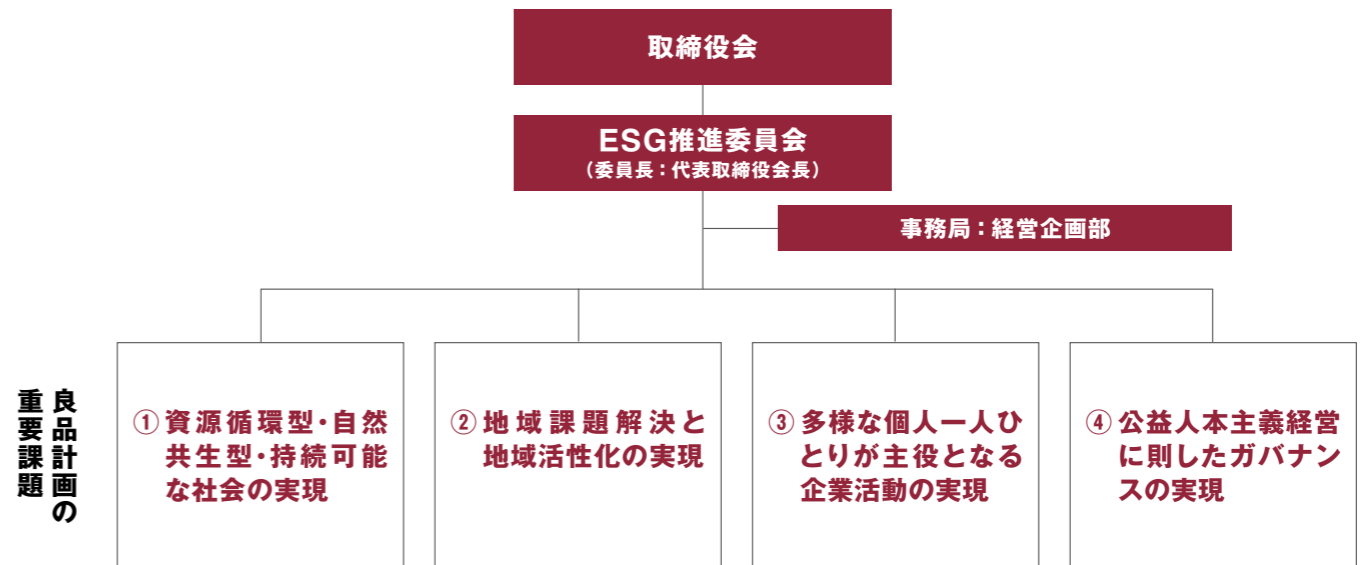 取締役会
ESG推進委員会
（委員長：代表取締役会長）
事務局：経営企画部
良品計画の
重要課題
① 資源循環型・自然
共生型・持続可能
な社会の実現
② 地域課題解決と
地域活性化の実現
③ 多様な個人一人ひ
とりが主役となる
企業活動の実現
④ 公益人本主義経営
に則したガバナン
スの実現